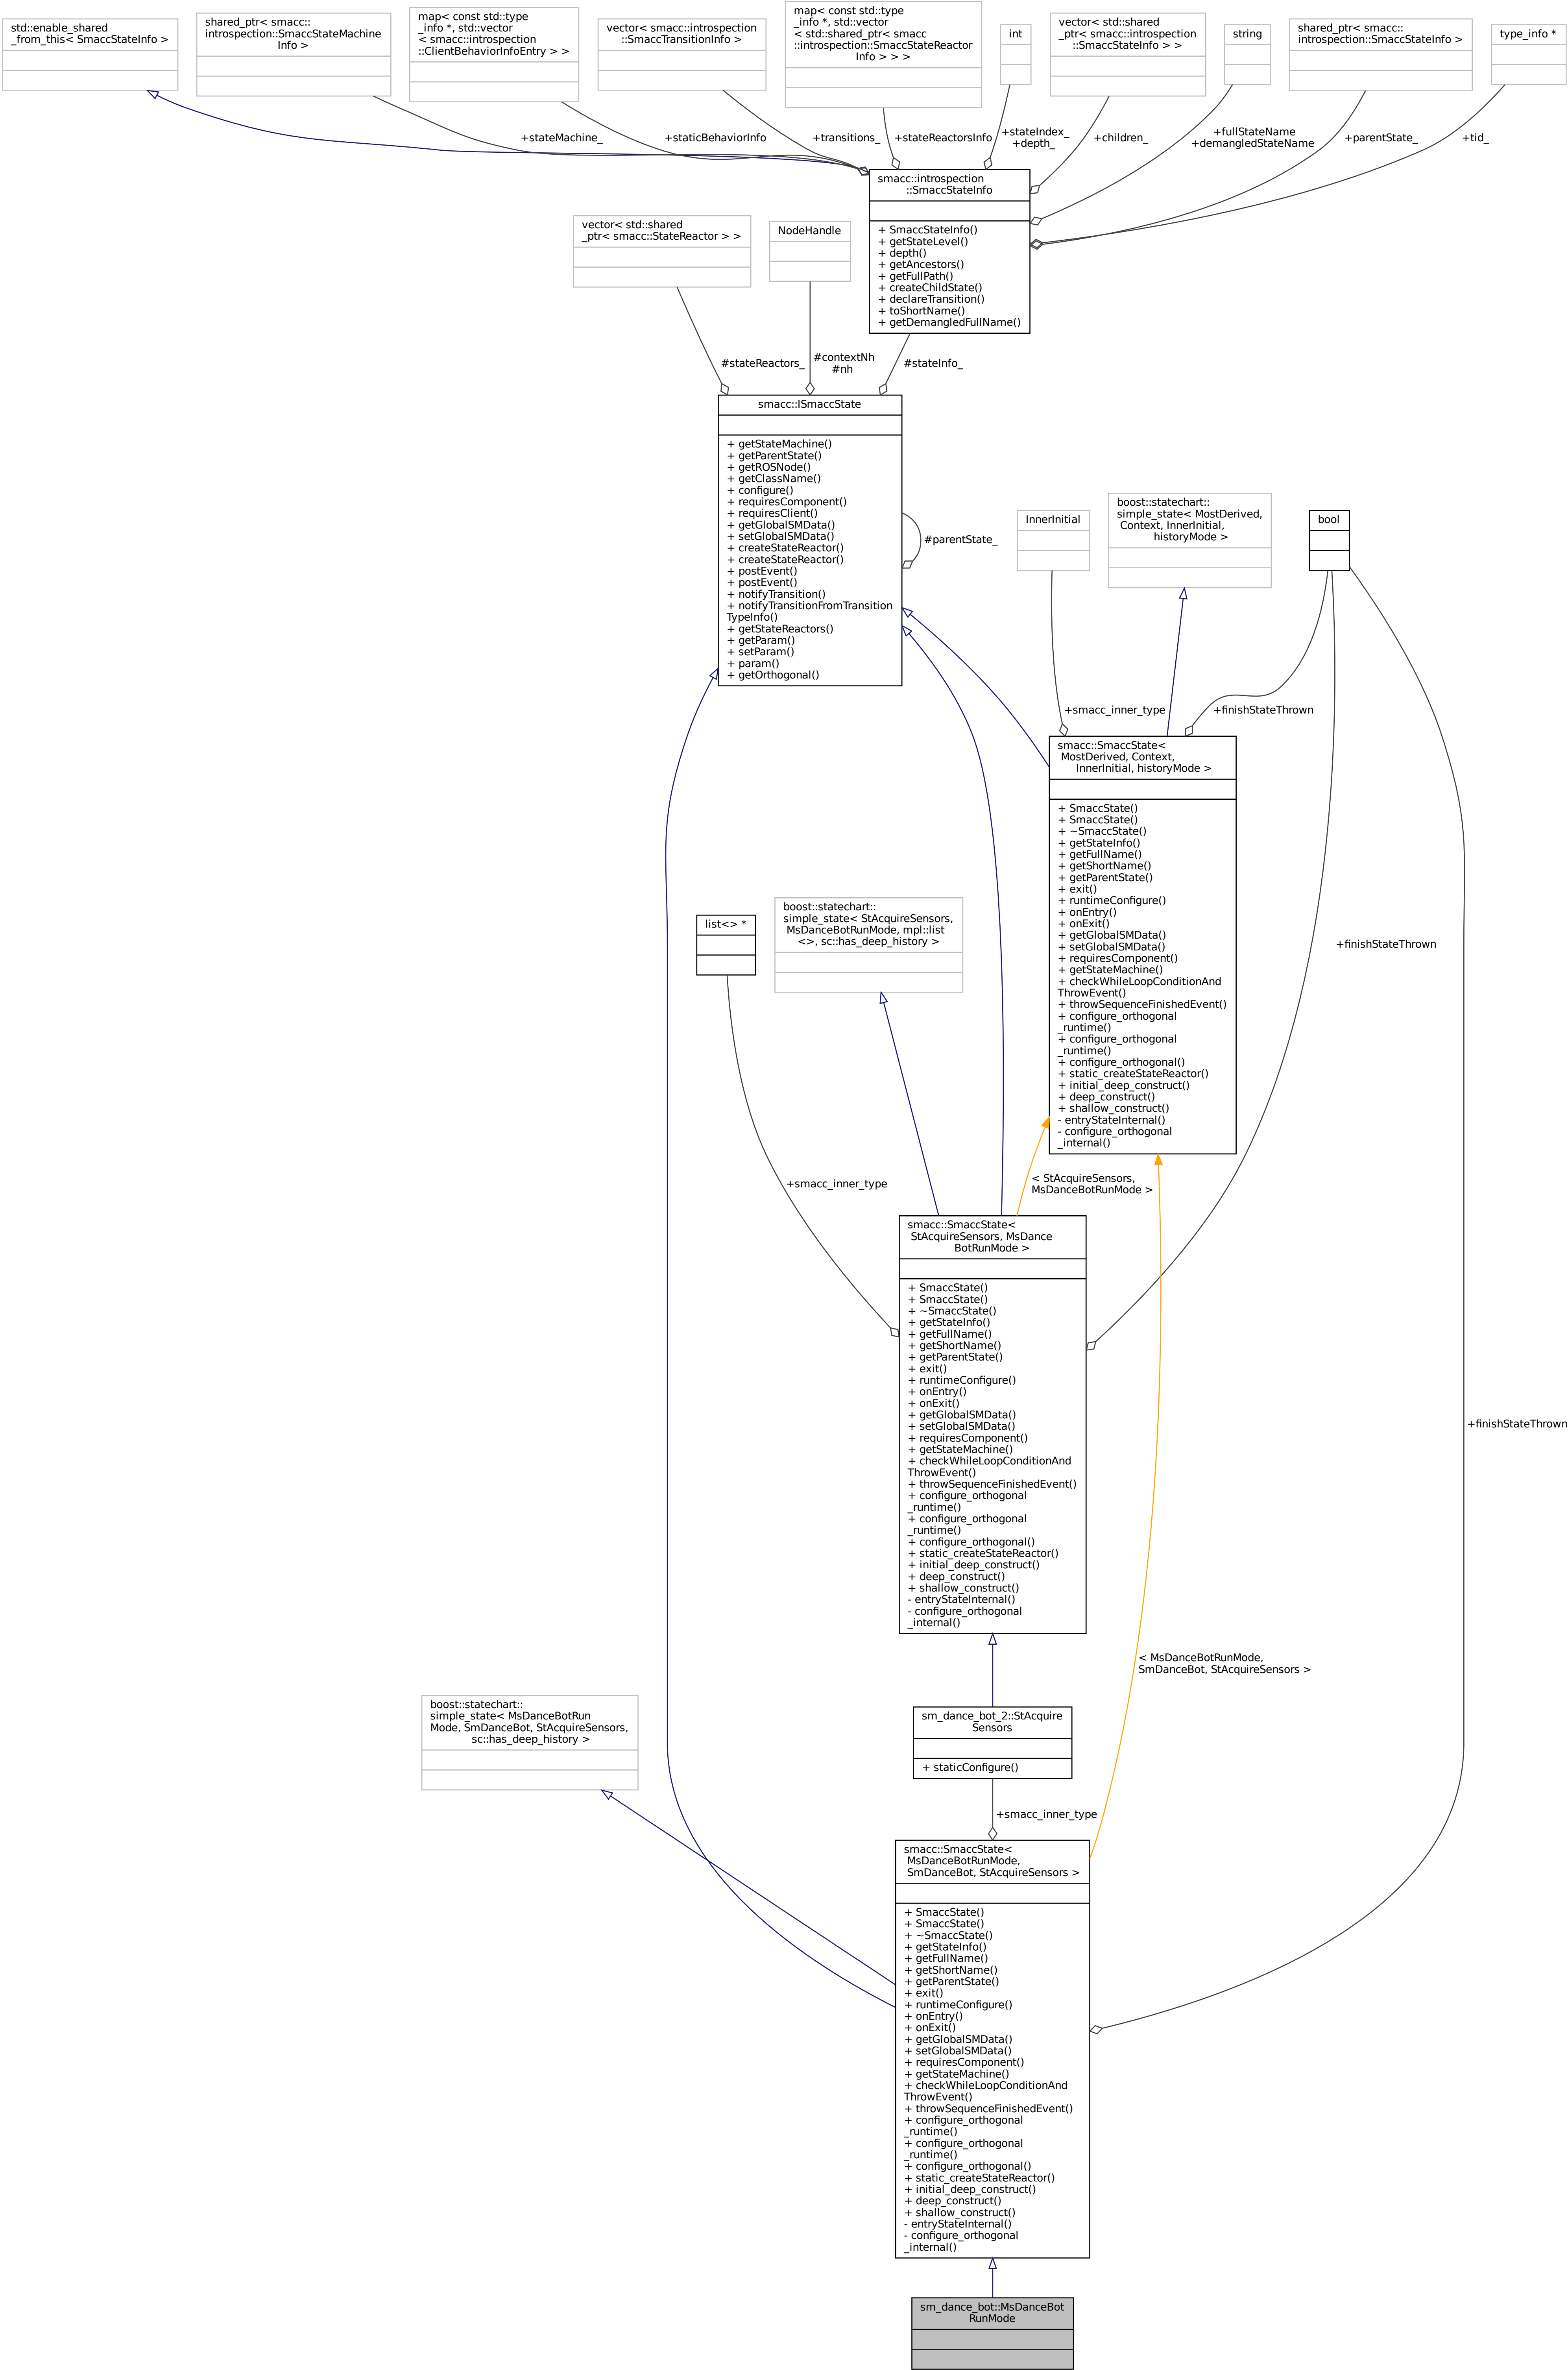 std::enable_shared
_from_this< SmaccStateInfo >
shared_ptr< smacc::
introspection::SmaccStateMachine
Info >
map< const std::type
_info *, std::vector
< smacc::introspection
::ClientBehaviorInfoEntry > >
vector< smacc::introspection
::SmaccTransitionInfo >
map< const std::type
_info *, std::vector
< std::shared_ptr< smacc
::introspection::SmaccStateReactor
Info > > >
int
vector< std::shared
_ptr< smacc::introspection
::SmaccStateInfo > >
string
shared_ptr< smacc::
introspection::SmaccStateInfo >
type_info *
+stateMachine_
+staticBehaviorInfo
+transitions_
+stateReactorsInfo
+stateIndex_
+depth_
+children_
+fullStateName
+demangledStateName
+parentState_
+tid_
smacc::introspection
::SmaccStateInfo
+ SmaccStateInfo()
+ getStateLevel()
+ depth()
+ getAncestors()
+ getFullPath()
+ createChildState()
+ declareTransition()
+ toShortName()
+ getDemangledFullName()
vector< std::shared
_ptr< smacc::StateReactor > >
NodeHandle
#stateReactors_
#contextNh
#nh
#stateInfo_
smacc::ISmaccState
+ getStateMachine()
+ getParentState()
+ getROSNode()
+ getClassName()
+ configure()
+ requiresComponent()
+ requiresClient()
+ getGlobalSMData()
+ setGlobalSMData()
+ createStateReactor()
+ createStateReactor()
+ postEvent()
+ postEvent()
+ notifyTransition()
+ notifyTransitionFromTransition
TypeInfo()
+ getStateReactors()
+ getParam()
+ setParam()
+ param()
+ getOrthogonal()
#parentState_
InnerInitial
boost::statechart::
simple_state< MostDerived,
Context, InnerInitial,
historyMode >
bool
+smacc_inner_type
+finishStateThrown
smacc::SmaccState<
MostDerived, Context,
InnerInitial, historyMode >
+ SmaccState()
+ SmaccState()
+ ~SmaccState()
+ getStateInfo()
+ getFullName()
+ getShortName()
+ getParentState()
+ exit()
+ runtimeConfigure()
+ onEntry()
+ onExit()
+ getGlobalSMData()
+ setGlobalSMData()
+ requiresComponent()
+ getStateMachine()
+ checkWhileLoopConditionAnd
ThrowEvent()
+ throwSequenceFinishedEvent()
+ configure_orthogonal
_runtime()
+ configure_orthogonal
_runtime()
+ configure_orthogonal()
+ static_createStateReactor()
+ initial_deep_construct()
+ deep_construct()
+ shallow_construct()
- entryStateInternal()
- configure_orthogonal
_internal()
list<> *
boost::statechart::
simple_state< StAcquireSensors,
MsDanceBotRunMode, mpl::list
<>, sc::has_deep_history >
+finishStateThrown
+smacc_inner_type
< StAcquireSensors,
MsDanceBotRunMode >
smacc::SmaccState<
StAcquireSensors, MsDance
BotRunMode >
+ SmaccState()
+ SmaccState()
+ ~SmaccState()
+ getStateInfo()
+ getFullName()
+ getShortName()
+ getParentState()
+ exit()
+ runtimeConfigure()
+ onEntry()
+ onExit()
+ getGlobalSMData()
+ setGlobalSMData()
+ requiresComponent()
+ getStateMachine()
+ checkWhileLoopConditionAnd
ThrowEvent()
+ throwSequenceFinishedEvent()
+ configure_orthogonal
_runtime()
+ configure_orthogonal
_runtime()
+ configure_orthogonal()
+ static_createStateReactor()
+ initial_deep_construct()
+ deep_construct()
+ shallow_construct()
- entryStateInternal()
- configure_orthogonal
_internal()
+finishStateThrown
< MsDanceBotRunMode,
SmDanceBot, StAcquireSensors >
boost::statechart::
simple_state< MsDanceBotRun
Mode, SmDanceBot, StAcquireSensors,
sc::has_deep_history >
sm_dance_bot_2::StAcquire
Sensors
+ staticConfigure()
+smacc_inner_type
smacc::SmaccState<
MsDanceBotRunMode,
SmDanceBot, StAcquireSensors >
+ SmaccState()
+ SmaccState()
+ ~SmaccState()
+ getStateInfo()
+ getFullName()
+ getShortName()
+ getParentState()
+ exit()
+ runtimeConfigure()
+ onEntry()
+ onExit()
+ getGlobalSMData()
+ setGlobalSMData()
+ requiresComponent()
+ getStateMachine()
+ checkWhileLoopConditionAnd
ThrowEvent()
+ throwSequenceFinishedEvent()
+ configure_orthogonal
_runtime()
+ configure_orthogonal
_runtime()
+ configure_orthogonal()
+ static_createStateReactor()
+ initial_deep_construct()
+ deep_construct()
+ shallow_construct()
- entryStateInternal()
- configure_orthogonal
_internal()
sm_dance_bot::MsDanceBot
RunMode